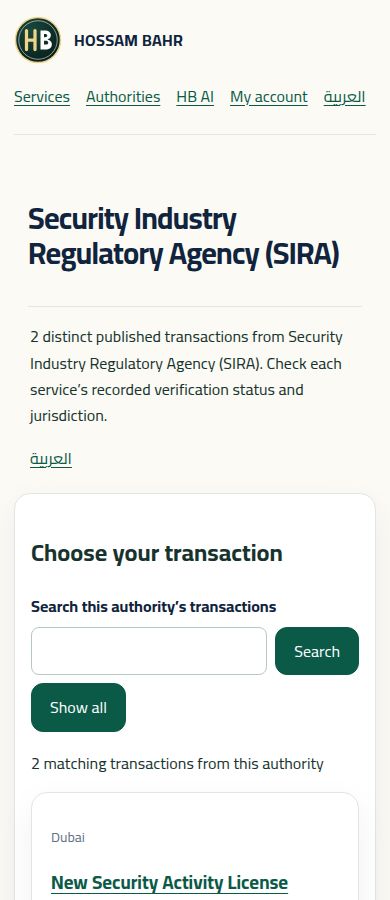 HB
HOSSAM BAHR
Services Authorities HB AI My account العربية
Security Industry
Regulatory Agency (SIRA)
2 distinct published transactions from Security
Industry Regulatory Agency (SIRA). Check each
service’s recorded verification status and
jurisdiction.
العربية
Choose your transaction
Search this authority’s transactions
Search
Show all
2 matching transactions from this authority
Dubai
New Security Activity License